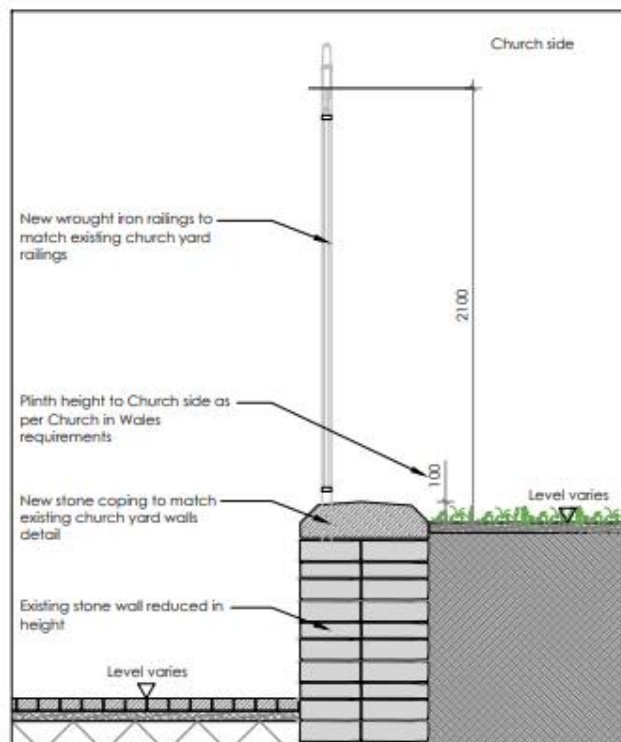 Church side
New wrought iron railings to
match existing church yard
railings
2100
Plinth height to Church side as
per Church in Wales
requirements
100
New stone coping to match
existing church yard walls
detail
Level varies
Existing stone wall reduced in
height
Level varies